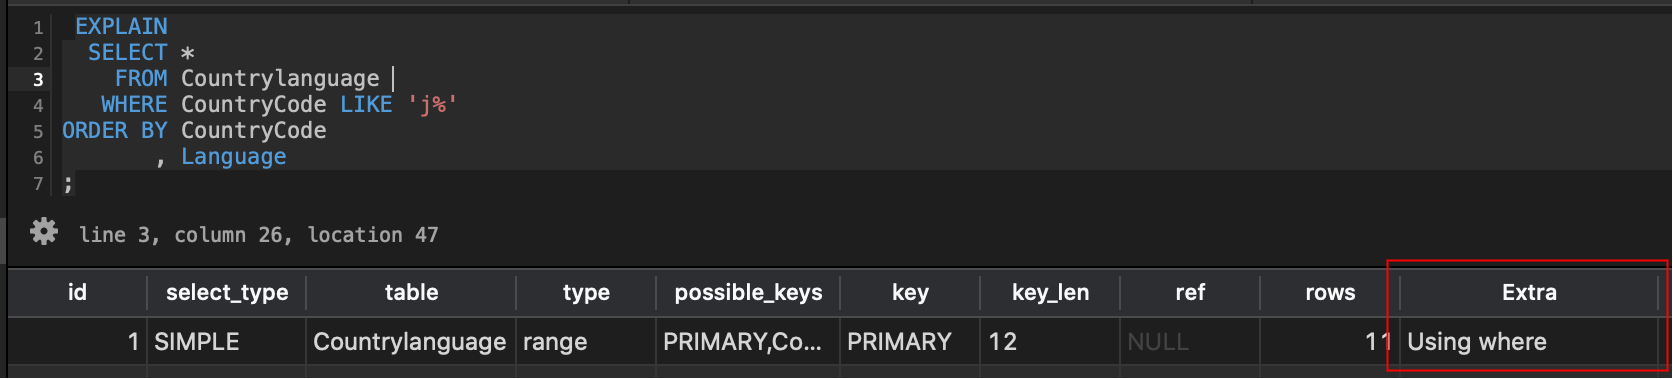 1 EXPLAIN
2 SELECT *
3 FROM Countrylanguage
4 WHERE CountryCode LIKE 'j%'
5 ORDER BY CountryCode
6 , Language
7 ;
line 3, column 26, location 47
id select_type table type possible_keys key key_len ref rows Extra
1 SIMPLE Countrylanguage range PRIMARY,Co... PRIMARY 12 NULL 11 Using where